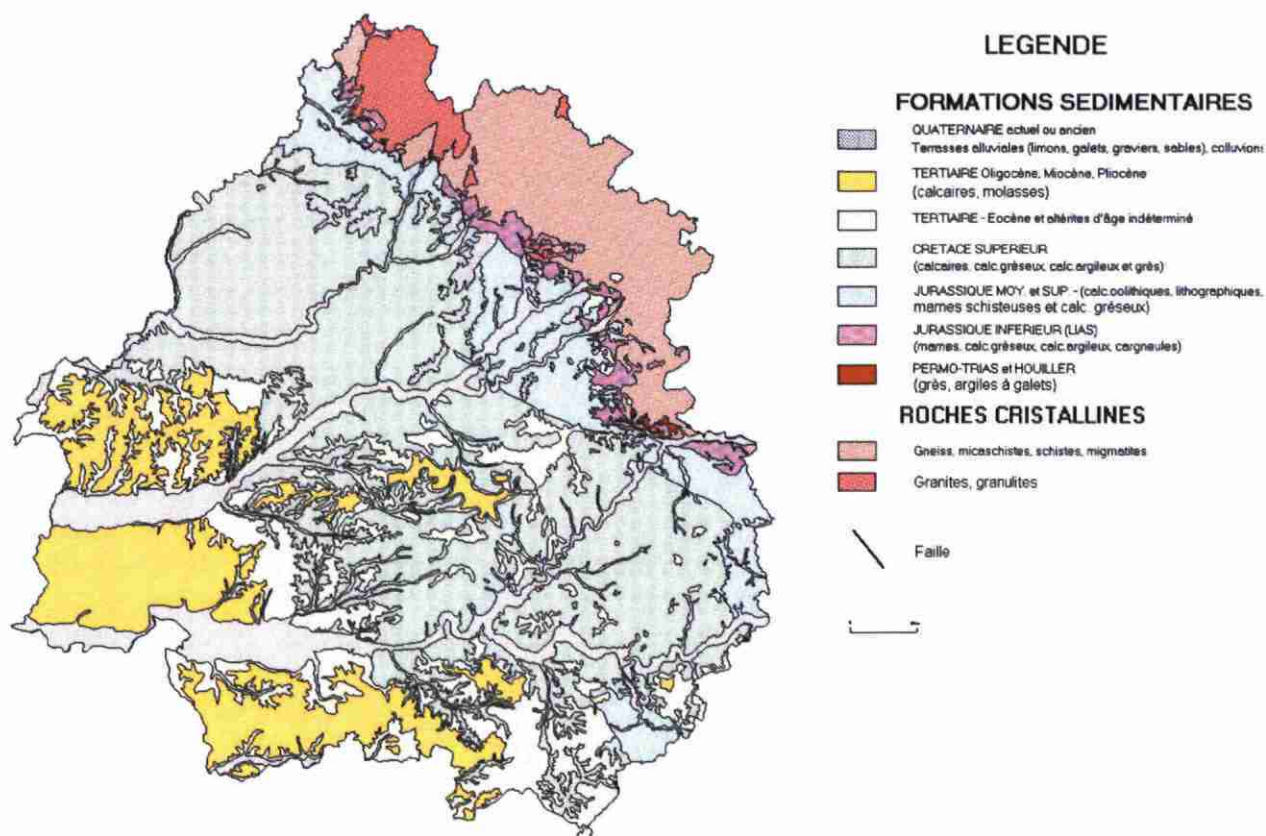 LEGENDE
FORMATIONS SEDIMENTAIRES
QUATERNAIRE actuel ou ancien
Terrasses alluviales (limons, galets, graviers, sables), colluvions
TERTIAIRE Oligocène, Miocène, Pliocène
(calcaires, molasses)
TERTIAIRE - Eocène et altérites d'âge indéterminé
CRETACE SUPERIEUR
(calcaires, calc.gréseux, calc.argileux et grès)
JURASSIQUE MOY. et SUP. - (calc.oolithiques, lithographiques,
marnes schisteuses et calc. gréseux)
JURASSIQUE INFERIEUR (LIAS)
(marnes, calc.gréseux, calc.argileux, cargneules)
PERMO-TRIAS et HOUILLER
(grès, argiles à galets)
ROCHES CRISTALLINES
Gneiss, micaschistes, schistes, migmatites
Granites, granulites
Faille